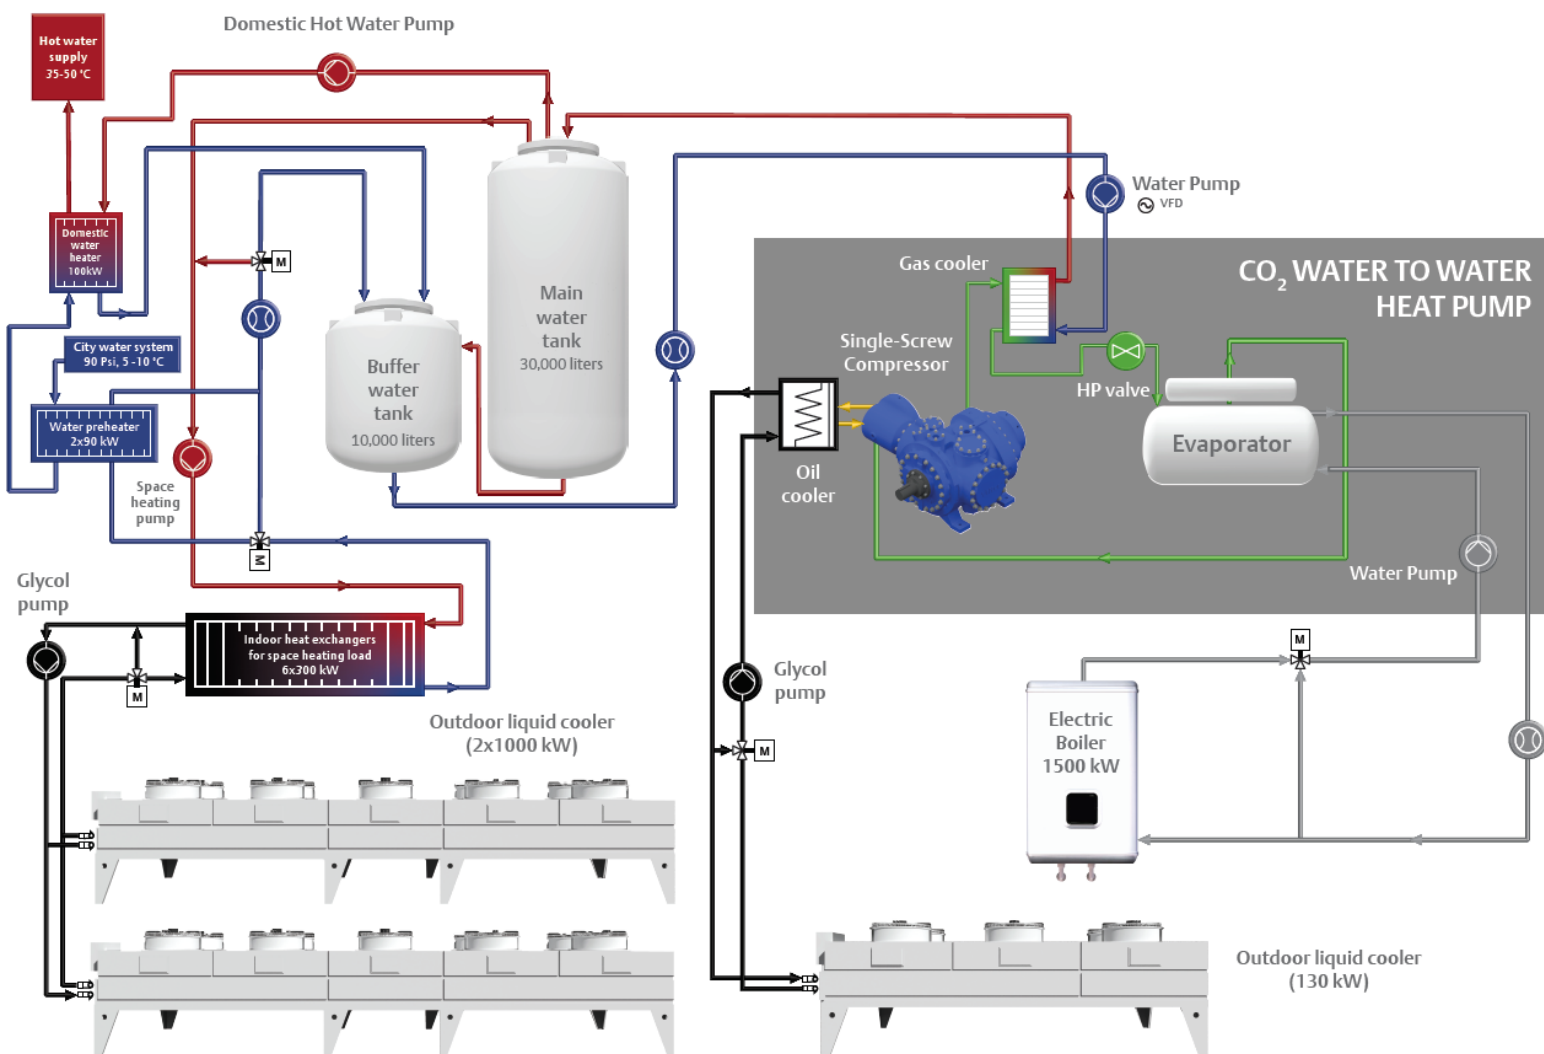 Domestic Hot Water Pump
Hot water
supply
35-50 °C
Water Pump
VFD
Domestic
water
heater
100kW
M
Gas cooler
CO₂ WATER TO WATER
HEAT PUMP
Main
water
tank
30,000 liters
City water system
90 Psi, 5 -10 °C
Buffer
water
tank
10,000 liters
Single-Screw
Compressor
HP valve
Water preheater
2x90 kW
Evaporator
Space
heating
pump
Oil
cooler
M
Water Pump
Glycol
pump
Indoor heat exchangers
for space heating load
6x300 kW
M
M
Glycol
pump
Electric
Boiler
1500 kW
M
Outdoor liquid cooler
(2x1000 kW)
Outdoor liquid cooler
(130 kW)